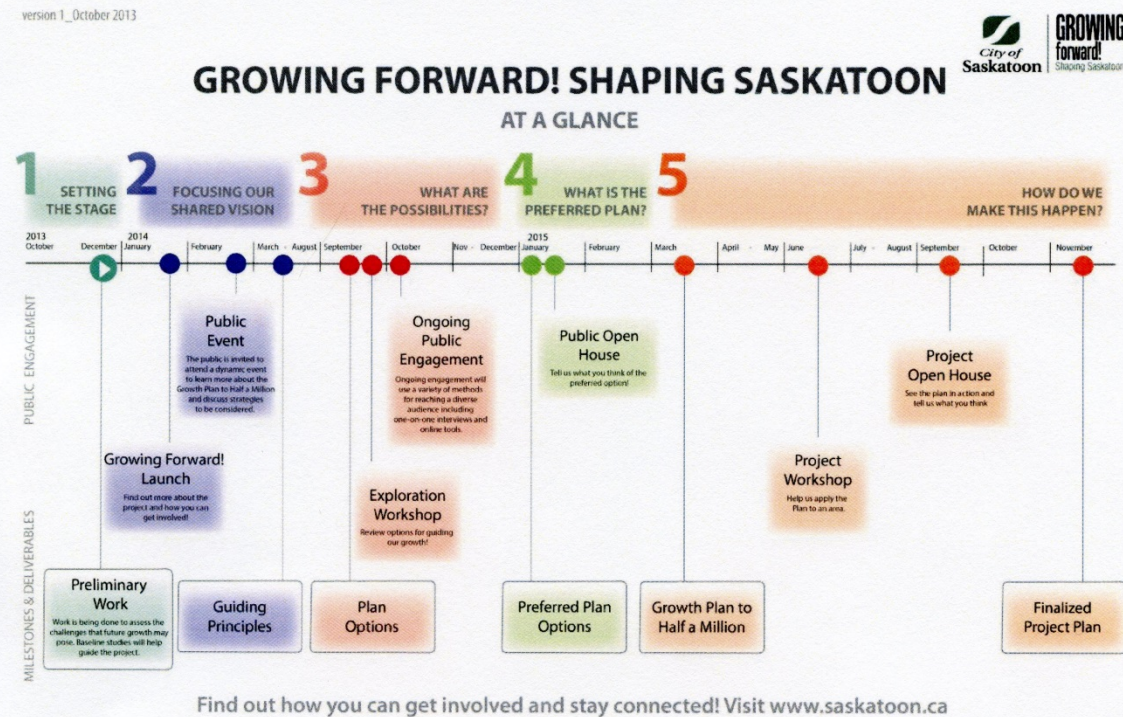 version 1_October 2013
City of
Saskatoon
GROWING
forward!
Shaping Saskatoon
GROWING FORWARD! SHAPING SASKATOON
AT A GLANCE
1
SETTING
THE STAGE
2
FOCUSING OUR
SHARED VISION
3
WHAT ARE
THE POSSIBILITIES?
4
WHAT IS THE
PREFERRED PLAN?
5
HOW DO WE
MAKE THIS HAPPEN?
2013
October
December
2014
January
February
March - August
September
October
Nov - December
2015
January
February
March
April - May
June
July - August
September
October
November
PUBLIC ENGAGEMENT
Public
Event
The public is invited to
attend a dynamic event
to learn more about the
Growth Plan to Half a Million
and discuss strategies
to be considered.
Ongoing
Public
Engagement
Ongoing engagement will
use a variety of methods
for reaching a diverse
audience including
one-on-one interviews and
online tools.
Public Open
House
Tell us what you think of the
preferred option!
Project
Open House
See the plan in action and
tell us what you think
Growing Forward!
Launch
Find out more about the
project and how you can
get involved!
Exploration
Workshop
Review options for guiding
our growth!
Project
Workshop
Help us apply the
Plan to an area.
MILESTONES & DELIVERABLES
Preliminary
Work
Work is being done to assess the
challenges that future growth may
pose. Baseline studies will help
guide the project.
Guiding
Principles
Plan
Options
Preferred Plan
Options
Growth Plan to
Half a Million
Finalized
Project Plan
Find out how you can get involved and stay connected! Visit www.saskatoon.ca